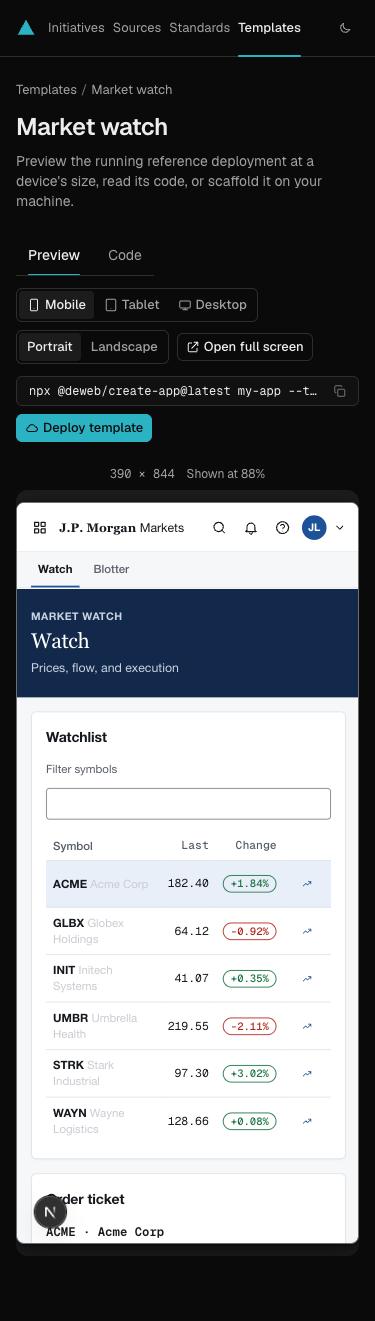 Initiatives Sources Standards Templates
Templates / Market watch
Market watch
Preview the running reference deployment at a
device's size, read its code, or scaffold it on your
machine.
Preview Code
Mobile Tablet Desktop
Portrait Landscape Open full screen
npx @deweb/create-app@latest my-app --t…
Deploy template
390 × 844 Shown at 88%
J.P. Morgan Markets JL
Watch Blotter
MARKET WATCH
Watch
Prices, flow, and execution
Watchlist
Filter symbols
Symbol Last Change
ACME Acme Corp 182.40 +1.84%
GLBX Globex
Holdings
64.12 -0.92%
INIT Initech
Systems
41.07 +0.35%
UMBR Umbrella
Health
219.55 -2.11%
STRK Stark
Industrial
97.30 +3.02%
WAYN Wayne
Logistics
128.66 +0.08%
Order ticket
N
ACME · Acme Corp